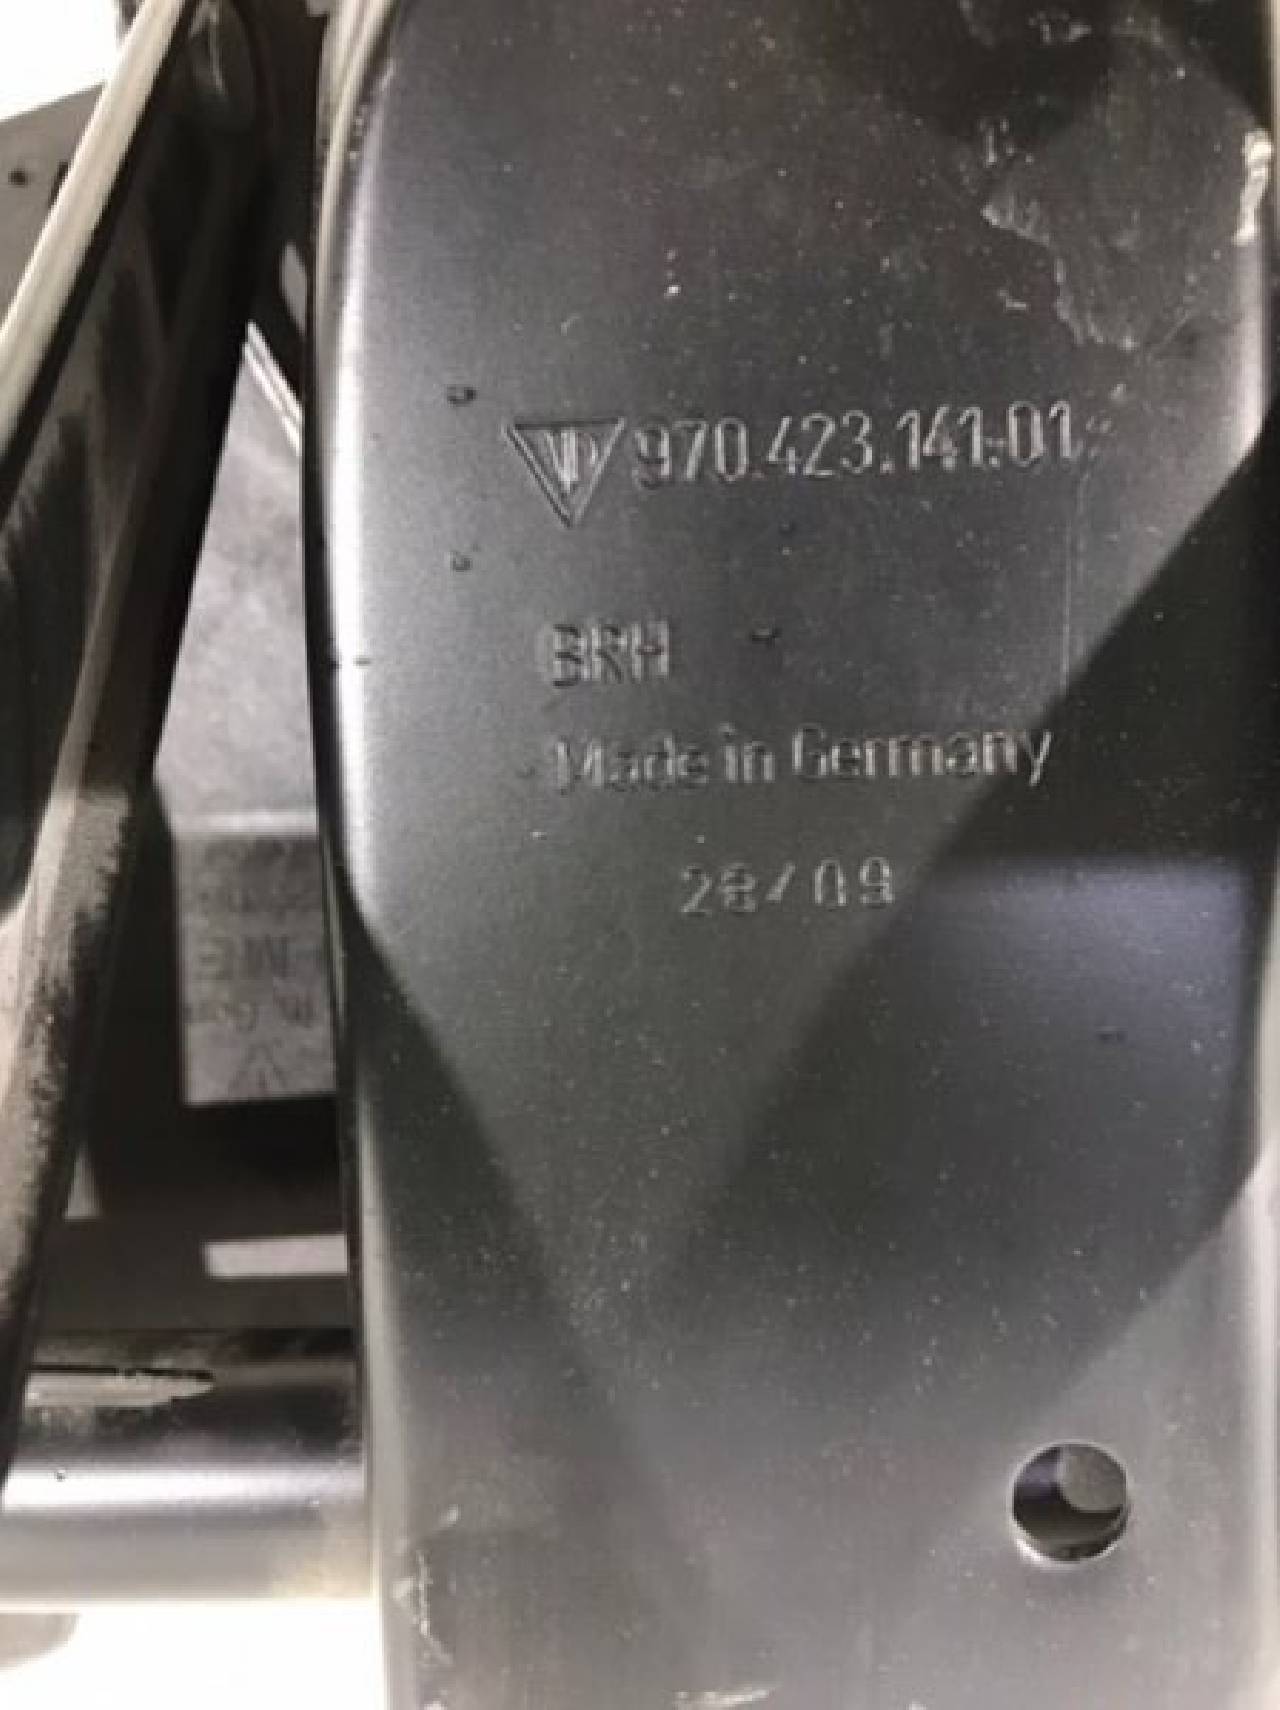 970.423.141.01
BRH
Made in Germany
28/09